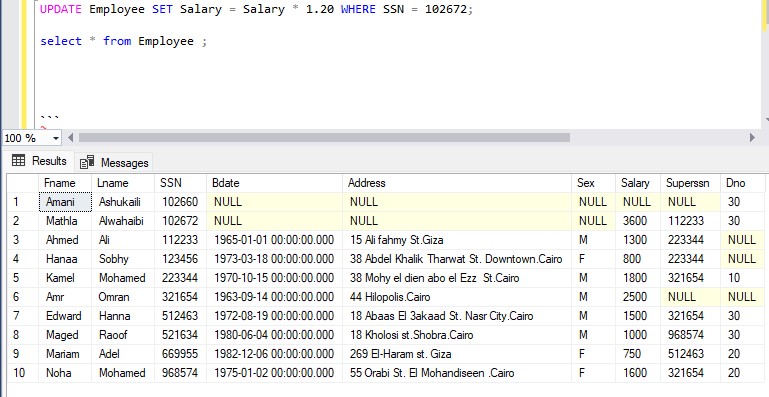 UPDATE Employee SET Salary = Salary * 1.20 WHERE SSN = 102672;
select * from Employee ;
```
100 %
Results Messages
Fname Lname SSN Bdate Address Sex Salary Superssn Dno
1 Amani Ashukaili 102660 NULL NULL NULL NULL NULL 30
2 Mathla Alwahaibi 102672 NULL NULL NULL 3600 112233 30
3 Ahmed Ali 112233 1965-01-01 00:00:00.000 15 Ali fahmy St.Giza M 1300 223344 NULL
4 Hanaa Sobhy 123456 1973-03-18 00:00:00.000 38 Abdel Khalik Tharwat St. Downtown.Cairo F 800 223344 NULL
5 Kamel Mohamed 223344 1970-10-15 00:00:00.000 38 Mohy el dien abo el Ezz St.Cairo M 1800 321654 10
6 Amr Omran 321654 1963-09-14 00:00:00.000 44 Hilopolis.Cairo M 2500 NULL NULL
7 Edward Hanna 512463 1972-08-19 00:00:00.000 18 Abaas El 3akaad St. Nasr City.Cairo M 1500 321654 30
8 Maged Raoof 521634 1980-06-04 00:00:00.000 18 Kholosi st.Shobra.Cairo M 1000 968574 30
9 Mariam Adel 669955 1982-12-06 00:00:00.000 269 El-Haram st. Giza F 750 512463 20
10 Noha Mohamed 968574 1975-01-02 00:00:00.000 55 Orabi St. El Mohandiseen .Cairo F 1600 321654 20